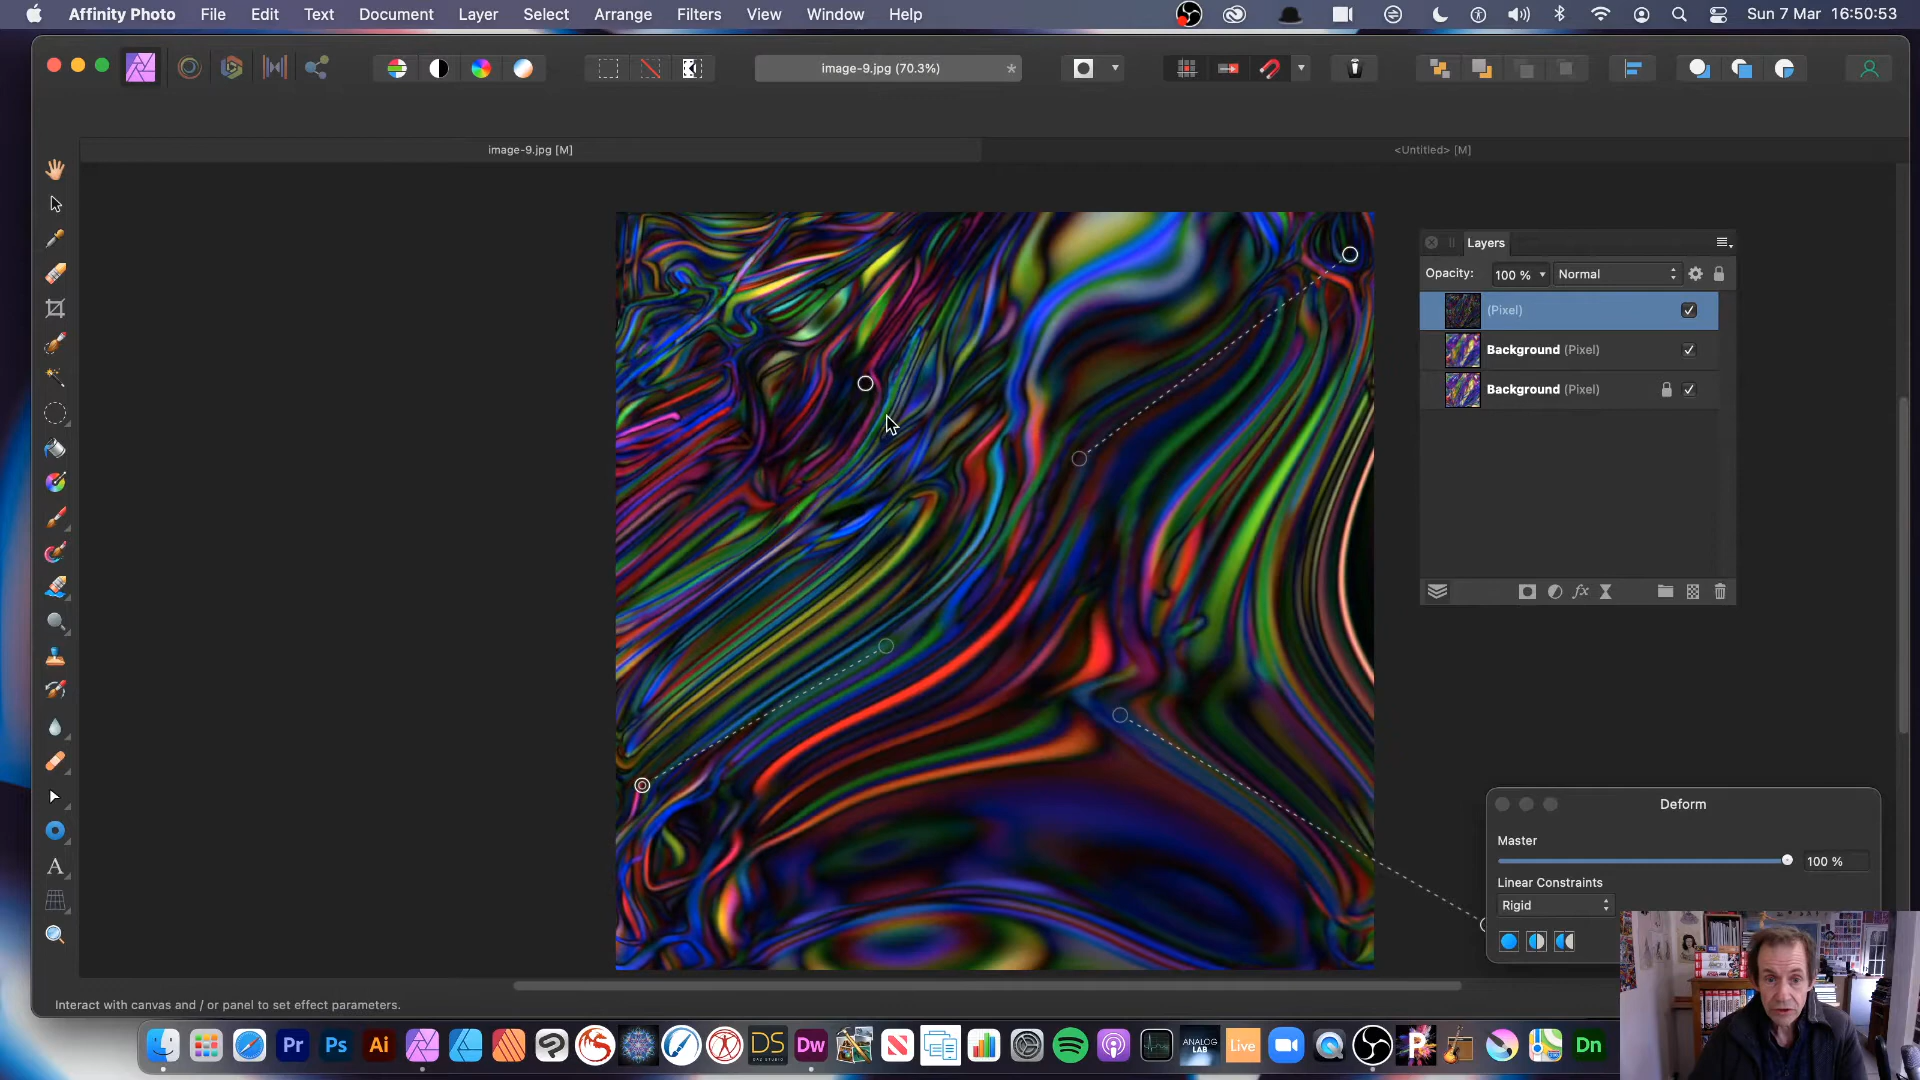 Affinity Photo File Edit Text Document Layer Select Arrange Filters View Window Help Sun 7 Mar 16:50:53
image-9.jpg (70.3%) *
image-9.jpg [M] <Untitled> [M]
Layers
Opacity: 100 % Normal
(Pixel)
Background (Pixel)
Background (Pixel)
fx
Deform
Master
100 %
Linear Constraints
Rigid
A
Interact with canvas and / or panel to set effect parameters.
Pr Ps Ai DS Dw N ANALOG LAB Live P Dn